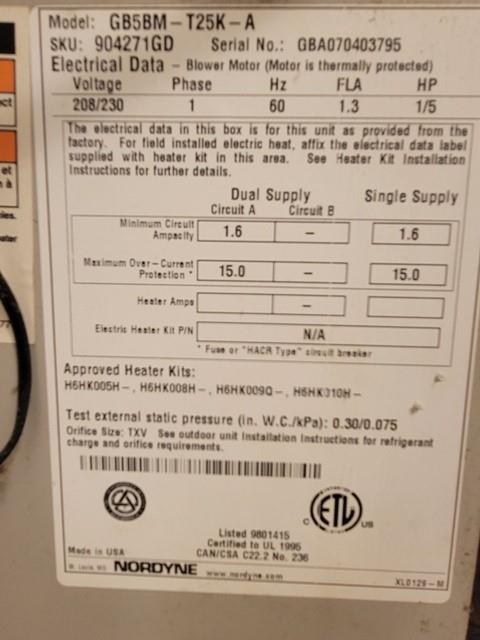 Model: GB5BM-T25K-A
SKU: 904271GD Serial No.: GBA070403795
Electrical Data - Blower Motor (Motor is thermally protected)
Voltage Phase Hz FLA HP
208/230 1 60 1.3 1/5
The electrical data in this box is for this unit as provided from the
factory. For field installed electric heat, affix the electrical data label
supplied with heater kit in this area. See Heater Kit Installation
Instructions for further details.
Dual Supply Single Supply
Circuit A Circuit B
Minimum Circuit
Ampacity 1.6 - 1.6
Maximum Over-Current
Protection * 15.0 - 15.0
Heater Amps -
Electric Heater Kit P/N N/A
* Fuse or "HACR Type" circuit breaker
Approved Heater Kits:
H6HK005H-, H6HK008H-, H6HK009Q-, H6HK010H-
Test external static pressure (in. W.C./kPa): 0.30/0.075
Orifice Size: TXV See outdoor unit Installation Instructions for refrigerant
charge and orifice requirements.
C ETL US
Listed 9801415
Certified to UL 1995
CAN/CSA C22.2 No. 236
Made in USA
St. Louis, MO NORDYNE www.nordyne.com
XL0129-M